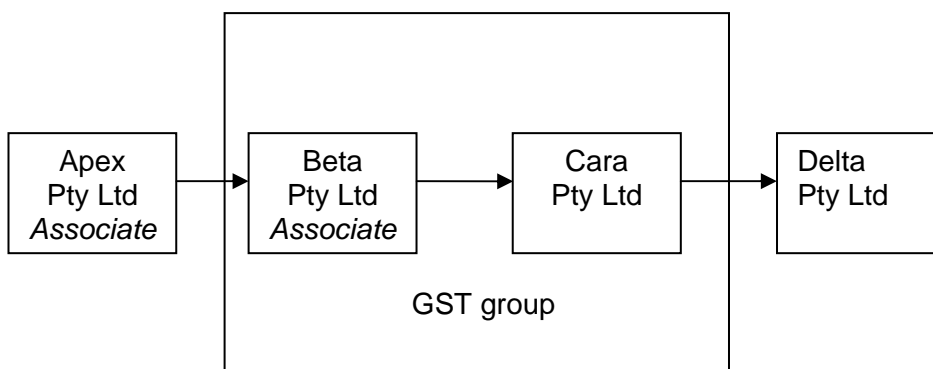 Apex
Pty Ltd
Associate
Beta
Pty Ltd
Associate
Cara
Pty Ltd
Delta
Pty Ltd
GST group